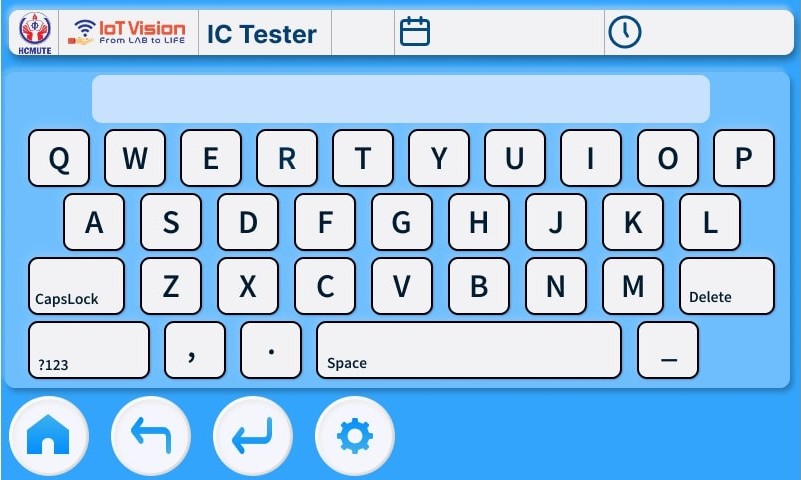 HCMUTE
IoT Vision
From LAB to LIFE
IC Tester
Q W E R T Y U I O P
A S D F G H J K L
CapsLock Z X C V B N M Delete
?123 , . Space _